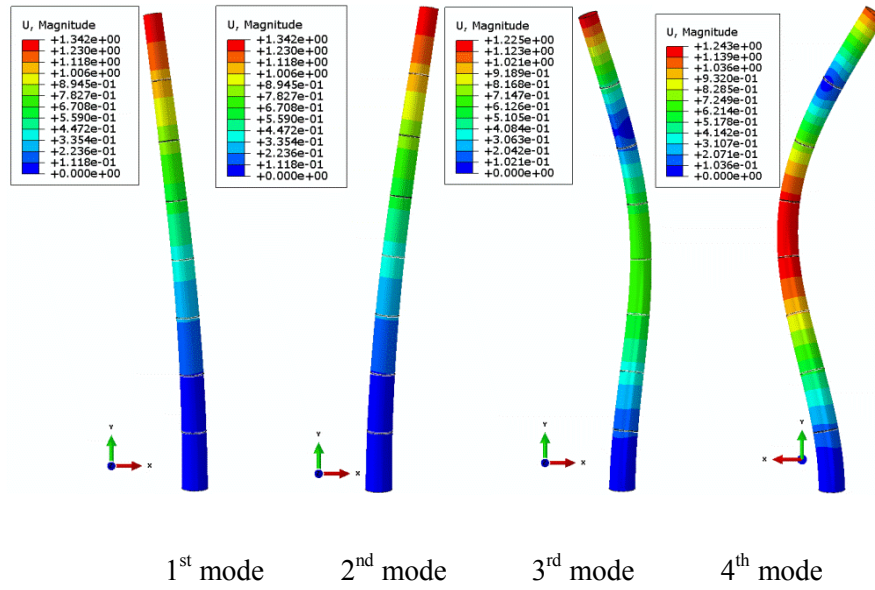 U, Magnitude
+1.342e+00
+1.230e+00
+1.118e+00
+1.006e+00
+8.945e-01
+7.827e-01
+6.708e-01
+5.590e-01
+4.472e-01
+3.354e-01
+2.236e-01
+1.118e-01
+0.000e+00
U, Magnitude
+1.342e+00
+1.230e+00
+1.118e+00
+1.006e+00
+8.945e-01
+7.827e-01
+6.708e-01
+5.590e-01
+4.472e-01
+3.354e-01
+2.236e-01
+1.118e-01
+0.000e+00
U, Magnitude
+1.225e+00
+1.123e+00
+1.021e+00
+9.189e-01
+8.168e-01
+7.147e-01
+6.126e-01
+5.105e-01
+4.084e-01
+3.063e-01
+2.042e-01
+1.021e-01
+0.000e+00
U, Magnitude
+1.243e+00
+1.139e+00
+1.036e+00
+9.320e-01
+8.285e-01
+7.249e-01
+6.214e-01
+5.178e-01
+4.142e-01
+3.107e-01
+2.071e-01
+1.036e-01
+0.000e+00
Y
X
Y
X
Y
X
Y
X
1st mode
2nd mode
3rd mode
4th mode